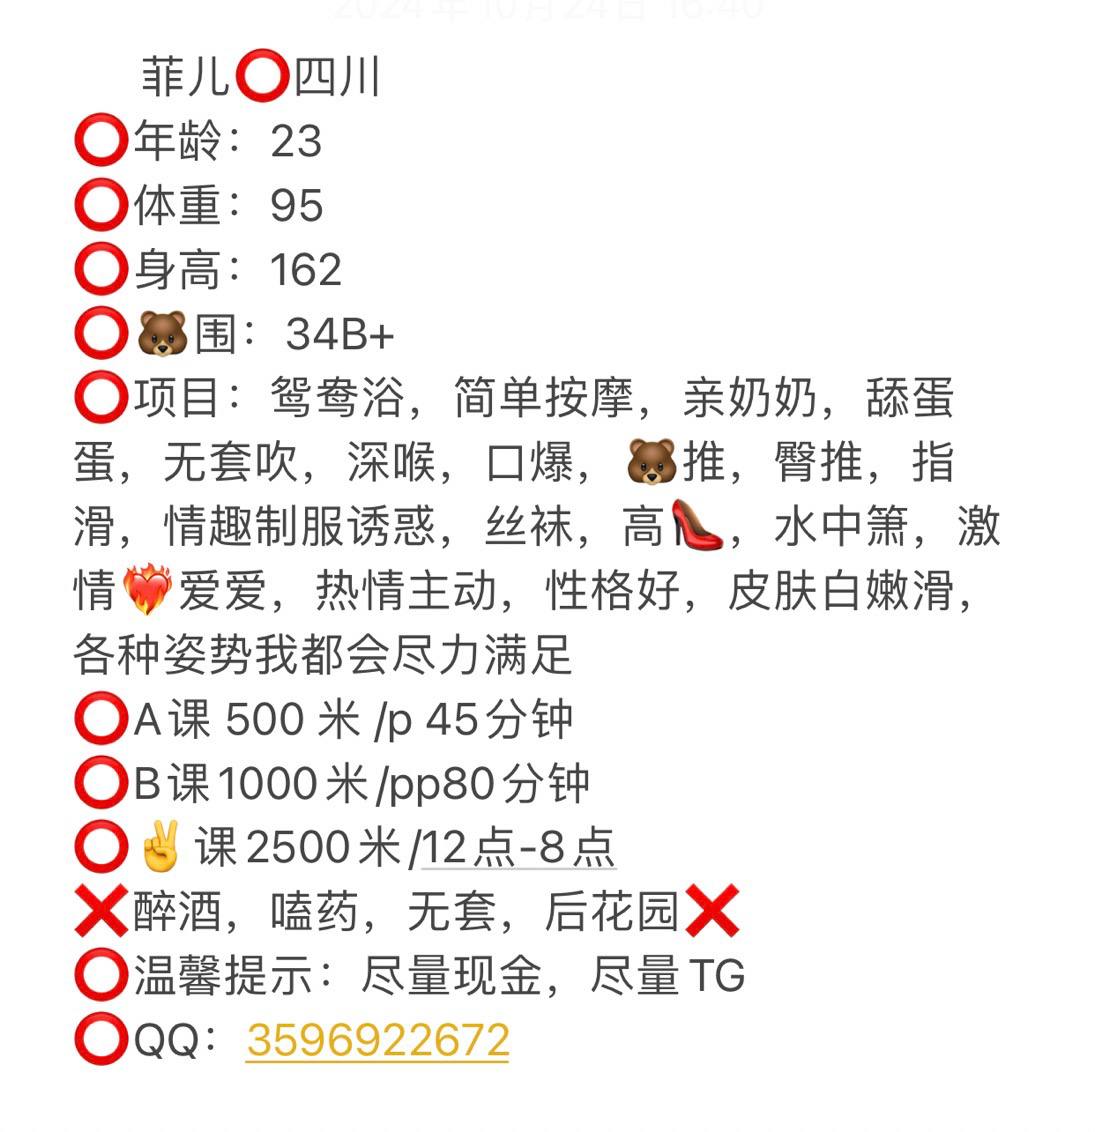 2024年10月24日 16:40
菲儿⭕四川
⭕年龄：23
⭕体重：95
⭕身高：162
⭕🐻围：34B+
⭕项目：鸳鸯浴，简单按摩，亲奶奶，舔蛋
蛋，无套吹，深喉，口爆，🐻推，臀推，指
滑，情趣制服诱惑，丝袜，高👠，水中箫，激
情❤️‍🔥爱爱，热情主动，性格好，皮肤白嫩滑，
各种姿势我都会尽力满足
⭕A课 500 米 /p 45分钟
⭕B课1000米/pp80分钟
⭕✌️课2500米/12点-8点
❌醉酒，嗑药，无套，后花园❌
⭕温馨提示：尽量现金，尽量TG
⭕QQ：3596922672